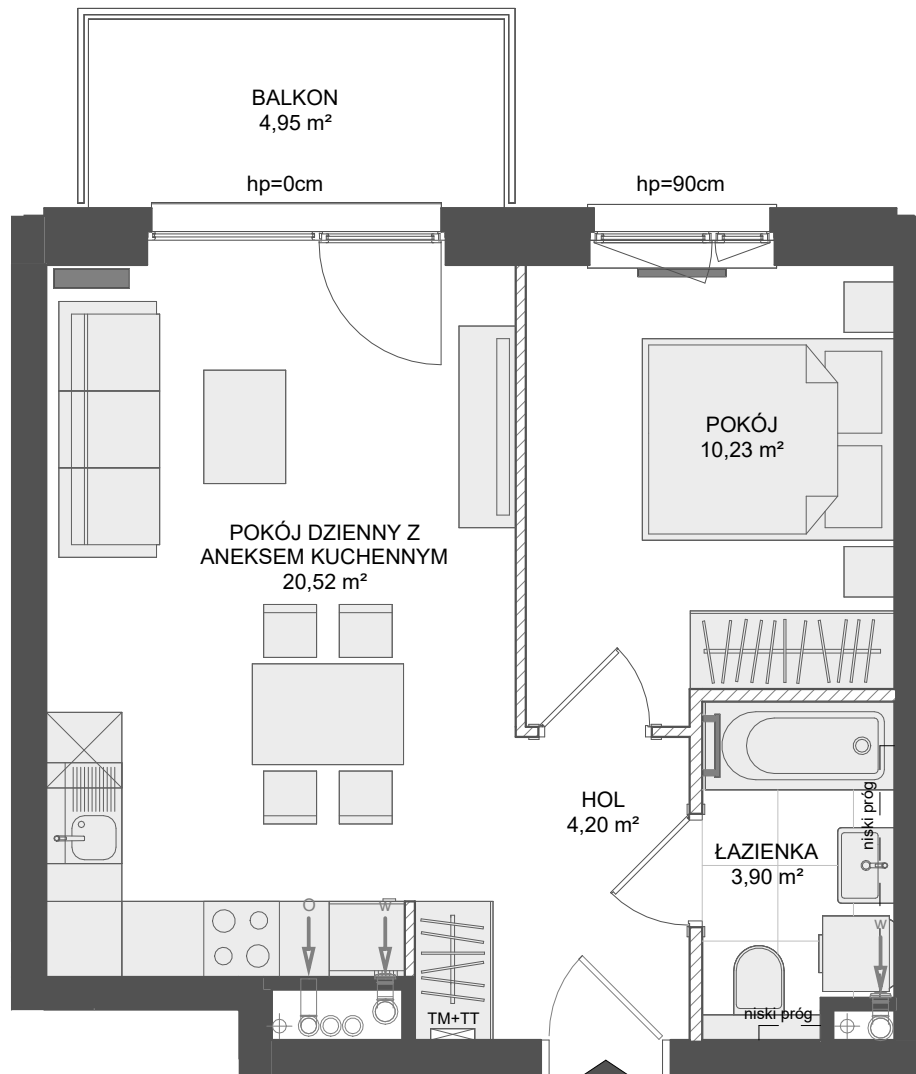 BALKON
4,95 m²
hp=0cm
hp=90cm
POKÓJ
10,23 m²
POKÓJ DZIENNY Z
ANEKSEM KUCHENNYM
20,52 m²
HOL
4,20 m²
niski próg
ŁAZIENKA
3,90 m²
O
W
W
TM+TT
niski próg